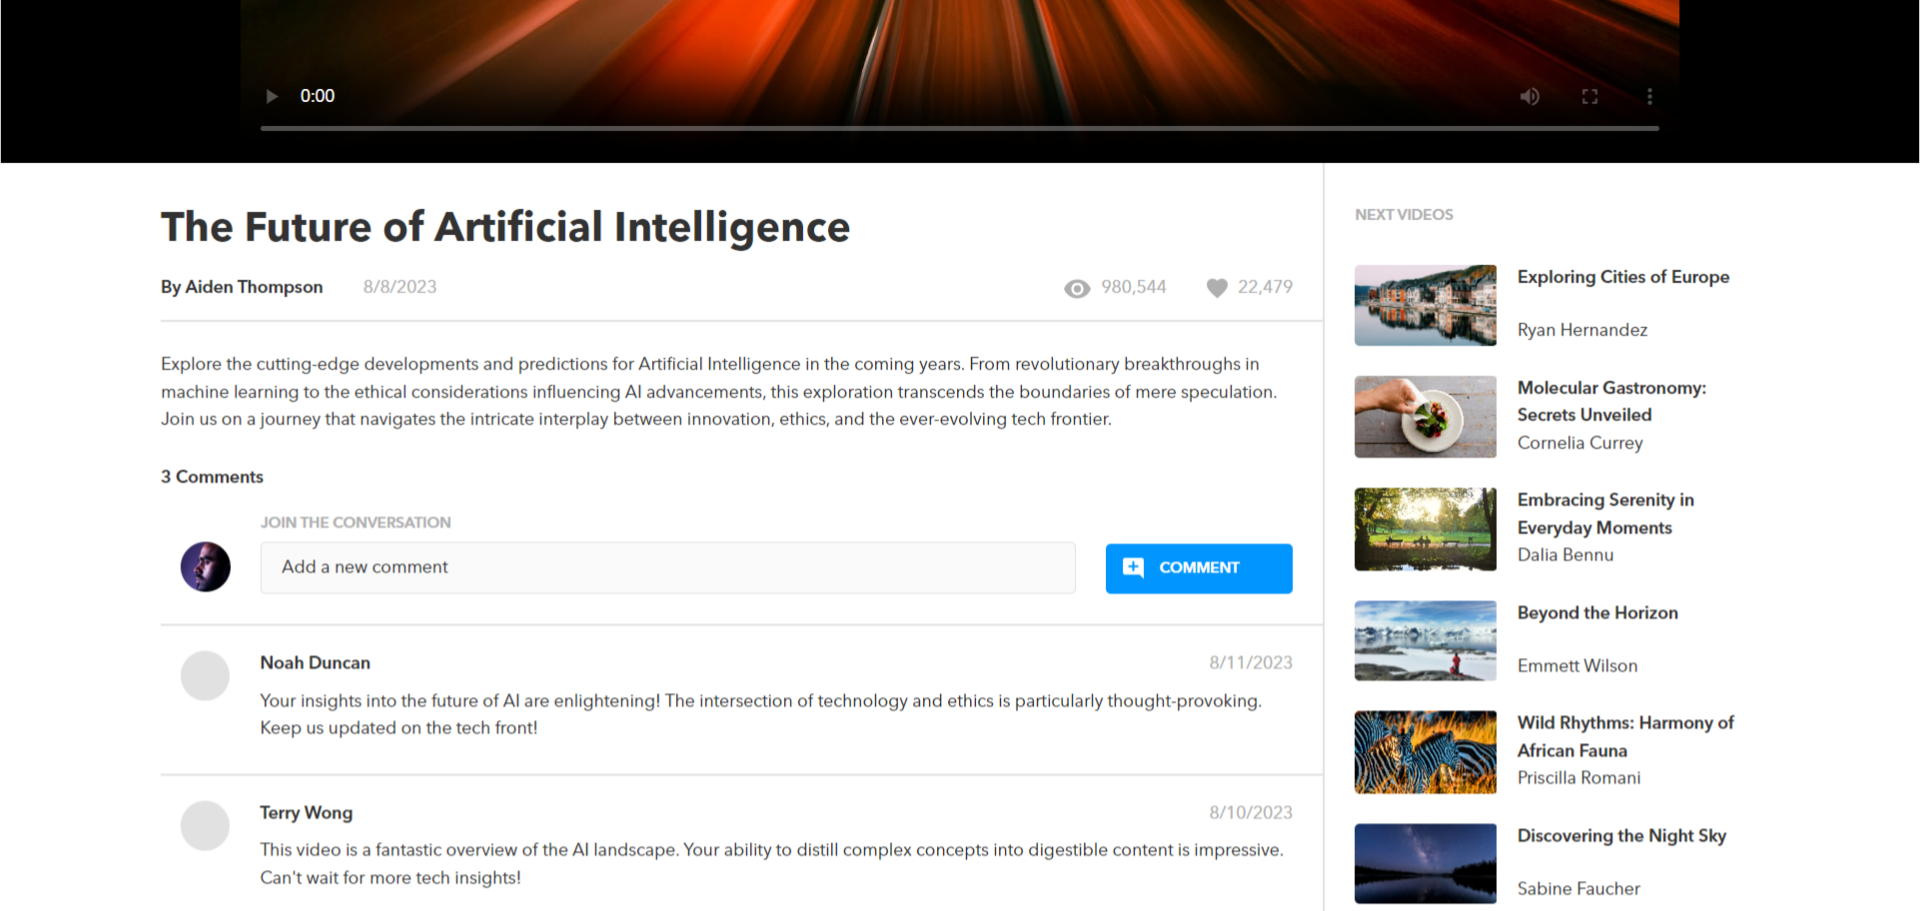 0:00
The Future of Artificial Intelligence
By Aiden Thompson 8/8/2023 980,544 22,479
Explore the cutting-edge developments and predictions for Artificial Intelligence in the coming years. From revolutionary breakthroughs in
machine learning to the ethical considerations influencing AI advancements, this exploration transcends the boundaries of mere speculation.
Join us on a journey that navigates the intricate interplay between innovation, ethics, and the ever-evolving tech frontier.
3 Comments
JOIN THE CONVERSATION
Add a new comment
COMMENT
Noah Duncan 8/11/2023
Your insights into the future of AI are enlightening! The intersection of technology and ethics is particularly thought-provoking.
Keep us updated on the tech front!
Terry Wong 8/10/2023
This video is a fantastic overview of the AI landscape. Your ability to distill complex concepts into digestible content is impressive.
Can't wait for more tech insights!
NEXT VIDEOS
Exploring Cities of Europe
Ryan Hernandez
Molecular Gastronomy:
Secrets Unveiled
Cornelia Currey
Embracing Serenity in
Everyday Moments
Dalia Bennu
Beyond the Horizon
Emmett Wilson
Wild Rhythms: Harmony of
African Fauna
Priscilla Romani
Discovering the Night Sky
Sabine Faucher